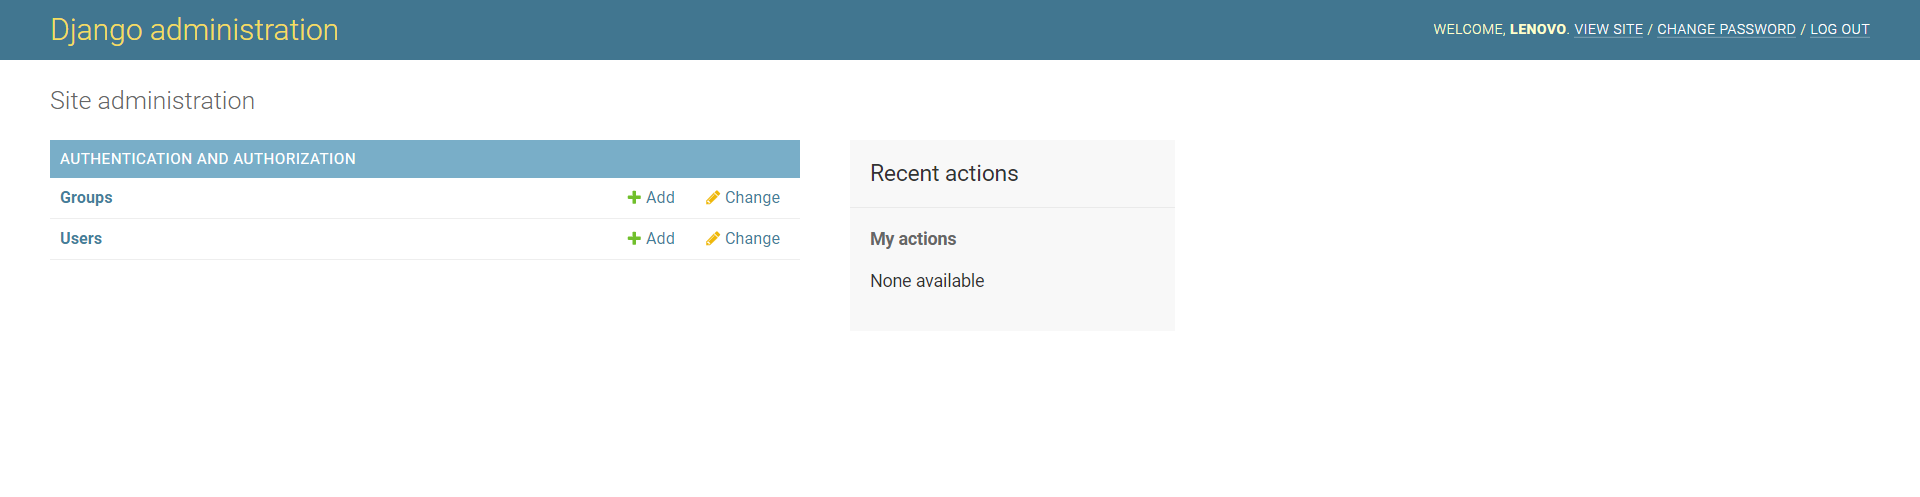 Django administration
WELCOME, LENOVO. VIEW SITE / CHANGE PASSWORD / LOG OUT
Site administration
AUTHENTICATION AND AUTHORIZATION
Groups Add Change
Users Add Change
Recent actions
My actions
None available